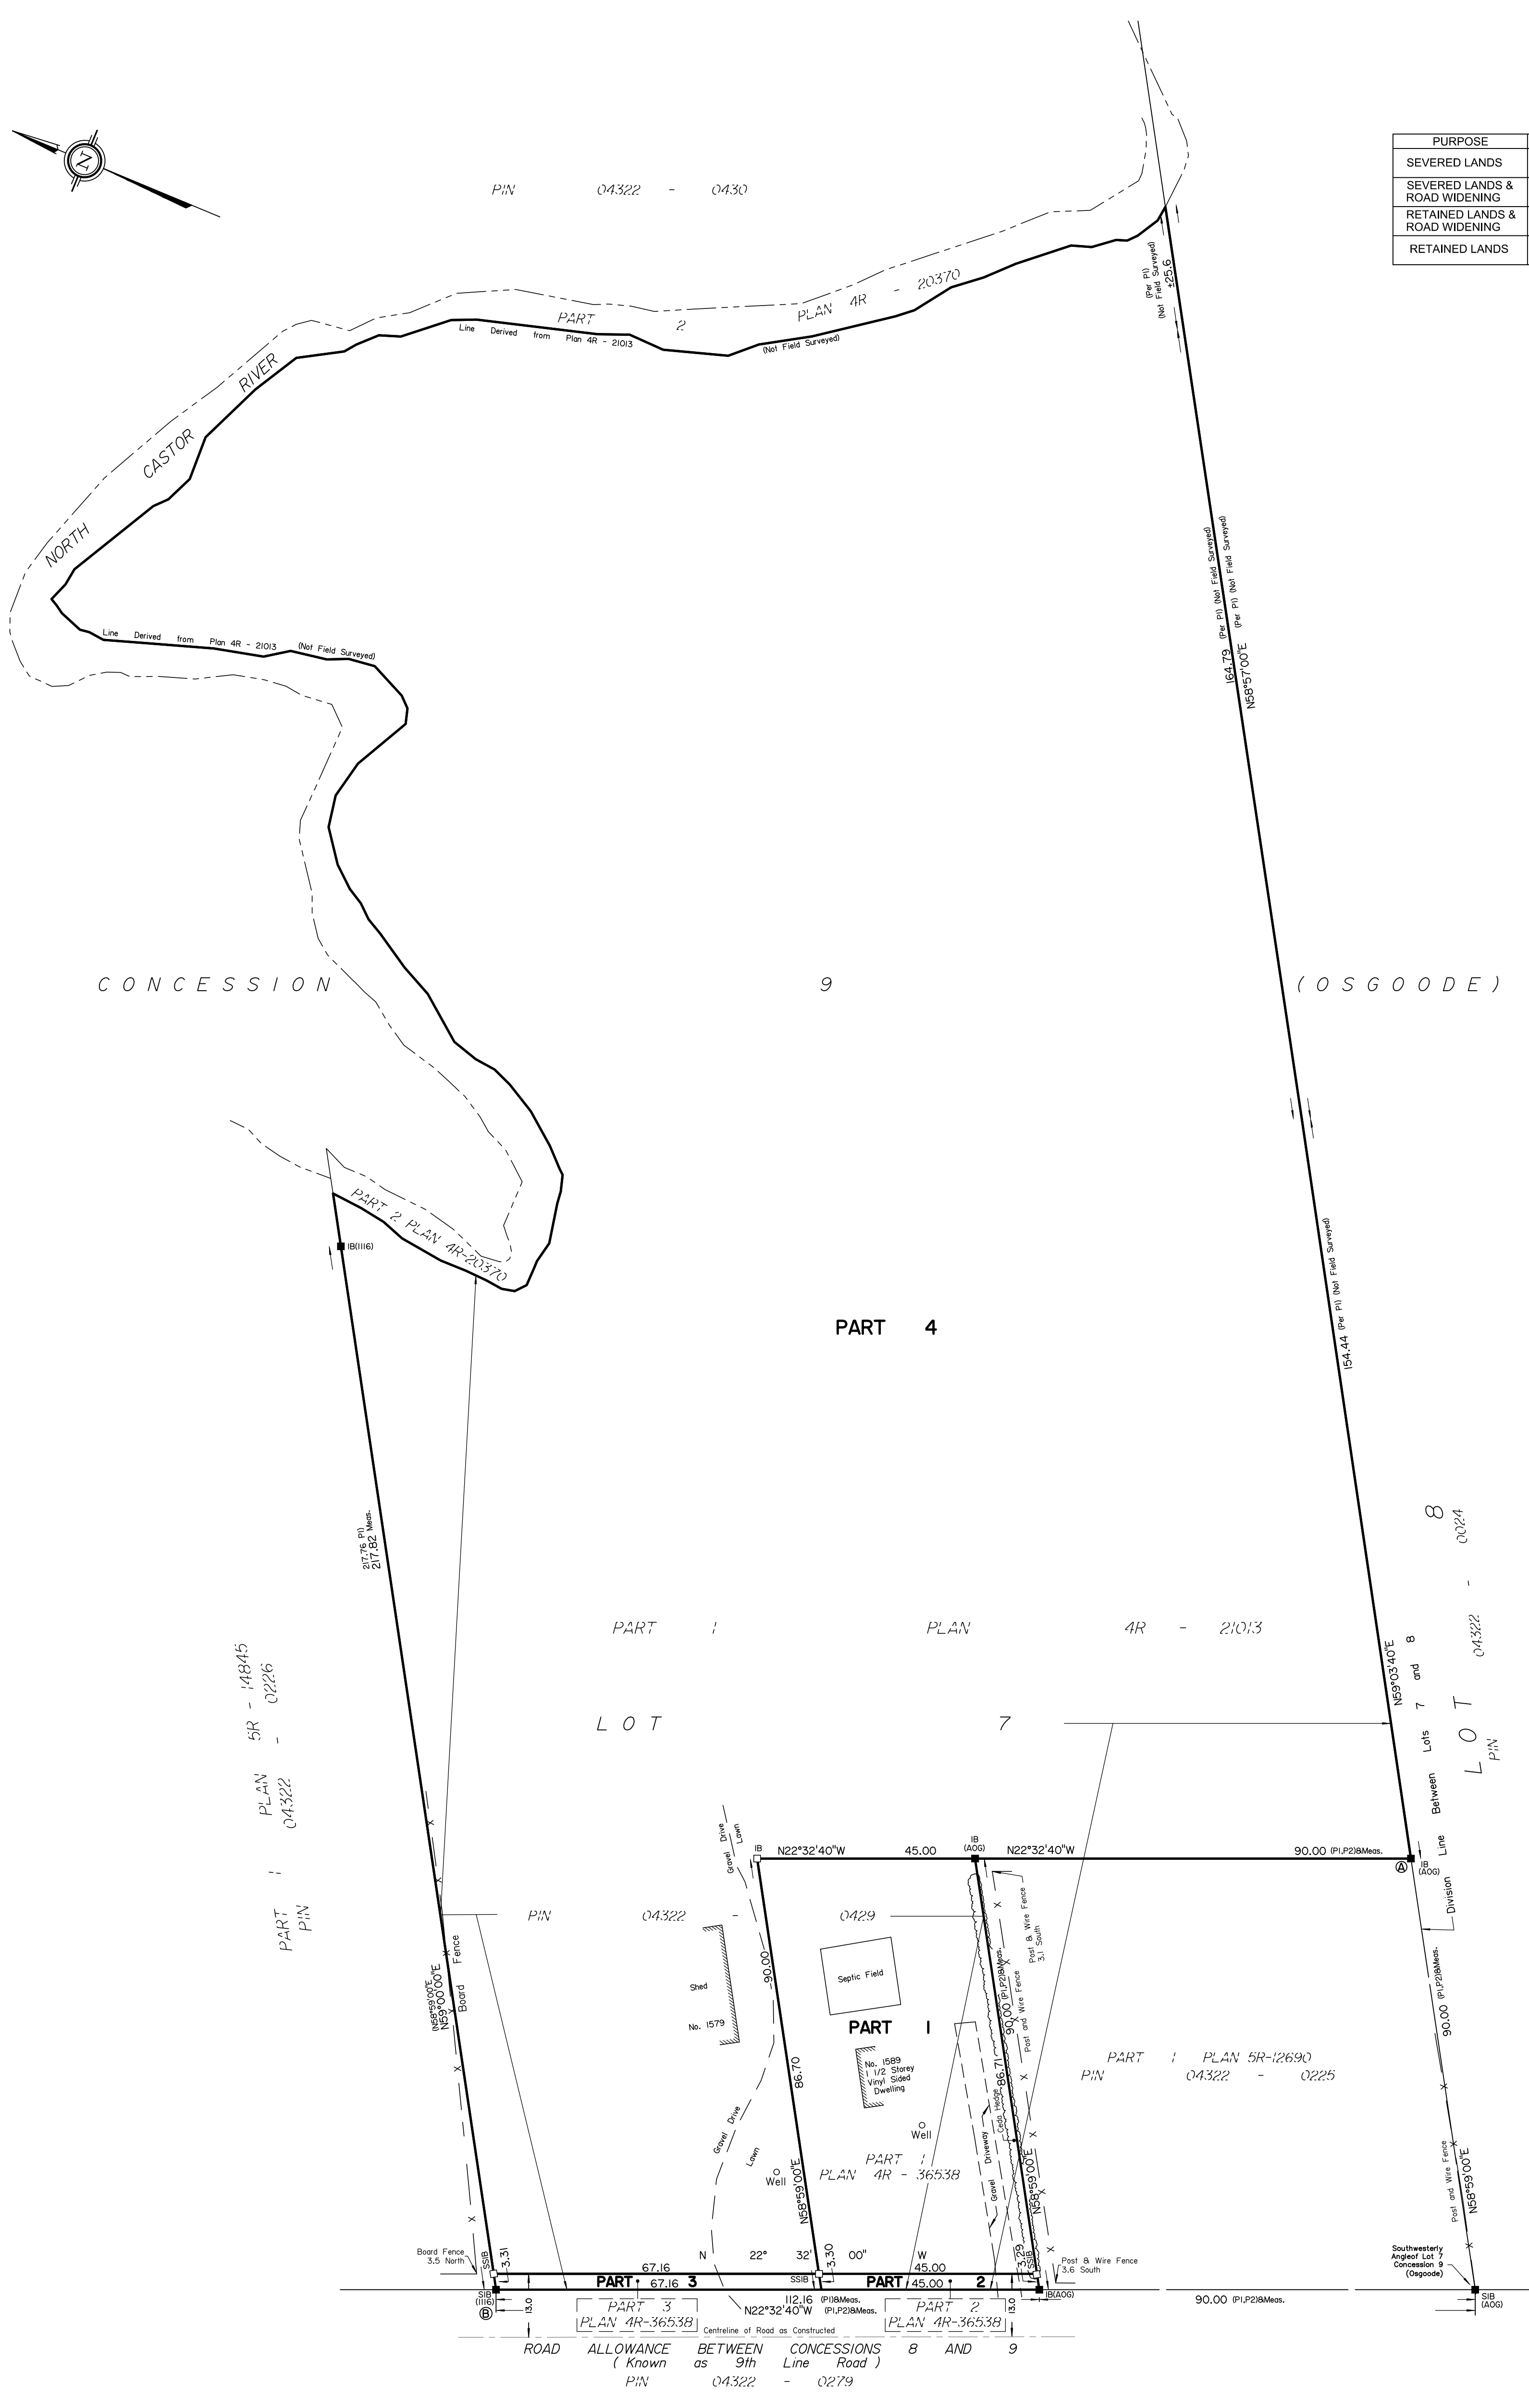 N
PURPOSE
SEVERED LANDS
SEVERED LANDS &
ROAD WIDENING
RETAINED LANDS &
ROAD WIDENING
RETAINED LANDS
PIN 04322 - 0430
(Per P1)
(Not Field Surveyed)
±25.6
PART 2 PLAN 4R - 20370
Line Derived from Plan 4R - 21013 (Not Field Surveyed)
NORTH CASTOR RIVER
Line Derived from Plan 4R - 21013 (Not Field Surveyed)
164.79 (Per P1) (Not Field Surveyed)
N58°57'00"E (Per P1) (Not Field Surveyed)
CONCESSION 9 (OSGOODE)
PART 2 PLAN 4R-20370
IB(1116)
PART 4
154.44 (Per P1) (Not Field Surveyed)
217.76 P1)
217.82 Meas.
PART 1 PLAN 4R - 21013
LOT 7
N59°03'40"E
Division Line Between Lots 7 and 8
LOT 8
PIN 04322 - 0024
PART 1 PLAN 5R - 14845
PIN 04322 - 0226
Gravel Drive
Lawn
IB
N22°32'40"W 45.00
IB
(AOG)
N22°32'40"W 90.00 (P1,P2)&Meas.
A
IB
(AOG)
PIN 04322 - 0429
Post & Wire Fence
3.1 South
(N58°59'00"E
N59°00'00"E
Board Fence
Shed
No. 1579
90.00
Septic Field
90.00 (P1,P2)&Meas.
Post and Wire Fence
90.00 (P1,P2)&Meas.
PART 1
No. 1589
1 1/2 Storey
Vinyl Sided
Dwelling
86.70
86.71
Ceda Hedge
PART 1 PLAN 5R-12690
PIN 04322 - 0225
Well
Gravel Drive
Lawn
Well
PART 1
PLAN 4R - 36538
Gravel Driveway
N58°59'00"E
N58°59'00"E
Post and Wire Fence
N58°59'00"E
Board Fence
3.5 North
SSIB
3.31
N 22° 32' 00" W
67.16
3.30
45.00
3.29
SSIB
Post & Wire Fence
3.6 South
Southwesterly
Angleof Lot 7
Concession 9
(Osgoode)
PART 3
67.16
SSIB
PART 2
45.00
SIB
(1116)
B
13.0
112.16 (P1)&Meas.
N22°32'40"W (P1,P2)&Meas.
13.0
IB(AOG)
90.00 (P1,P2)&Meas.
SIB
(AOG)
PART 3
PLAN 4R-36538
PART 2
PLAN 4R-36538
Centreline of Road as Constructed
ROAD ALLOWANCE BETWEEN CONCESSIONS 8 AND 9
( Known as 9th Line Road )
PIN 04322 - 0279